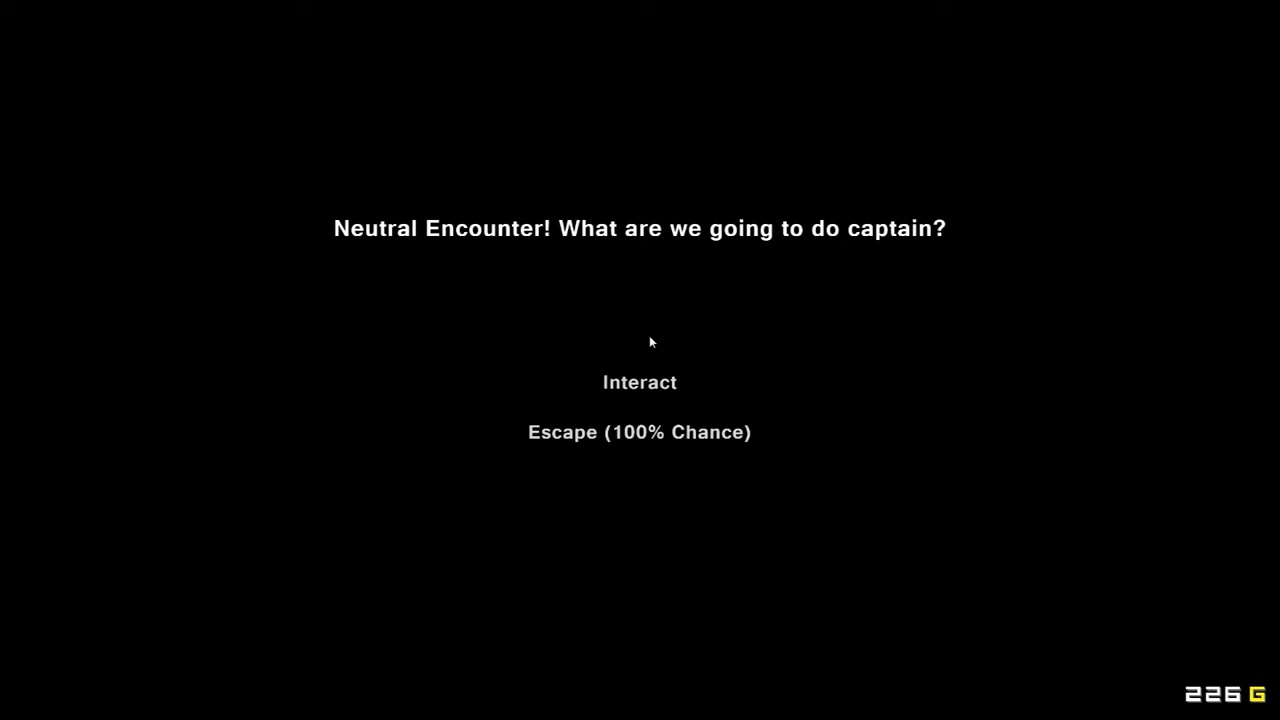 Neutral Encounter! What are we going to do captain?
Interact
Escape (100% Chance)
226 G